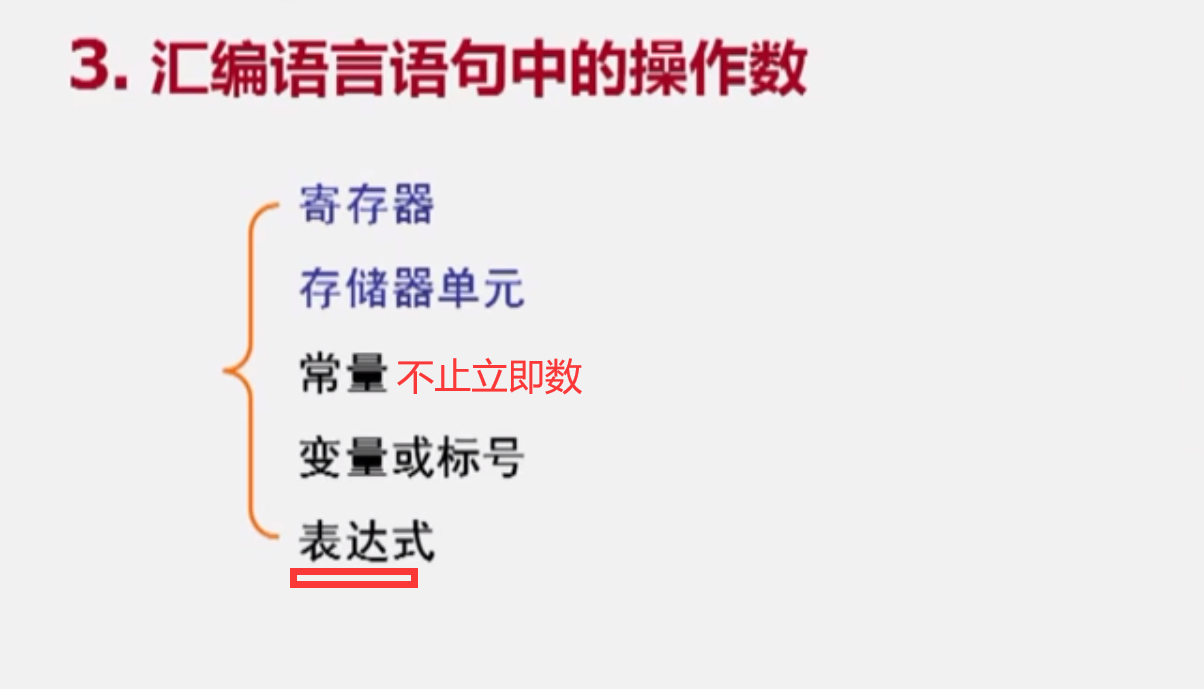 3. 汇编语言语句中的操作数
寄存器
存储器单元
常量 不止立即数
变量或标号
表达式